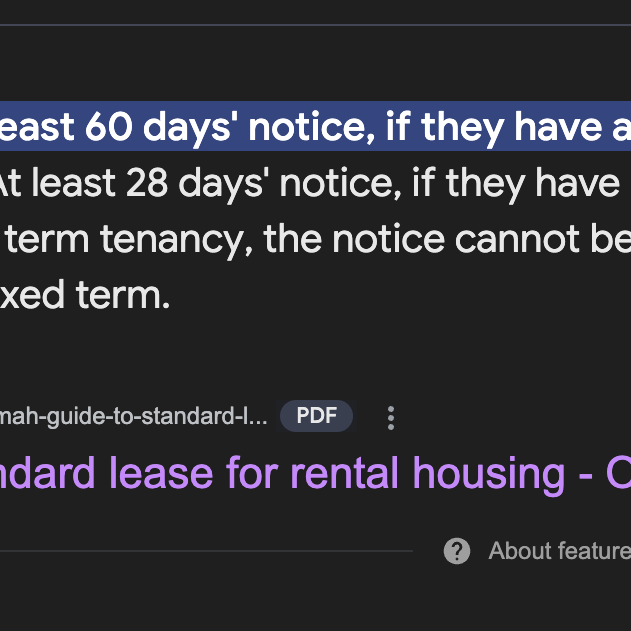 east 60 days' notice, if they have a
At least 28 days' notice, if they have
term tenancy, the notice cannot be
xed term.
mah-guide-to-standard-l... PDF
ndard lease for rental housing - O
About feature